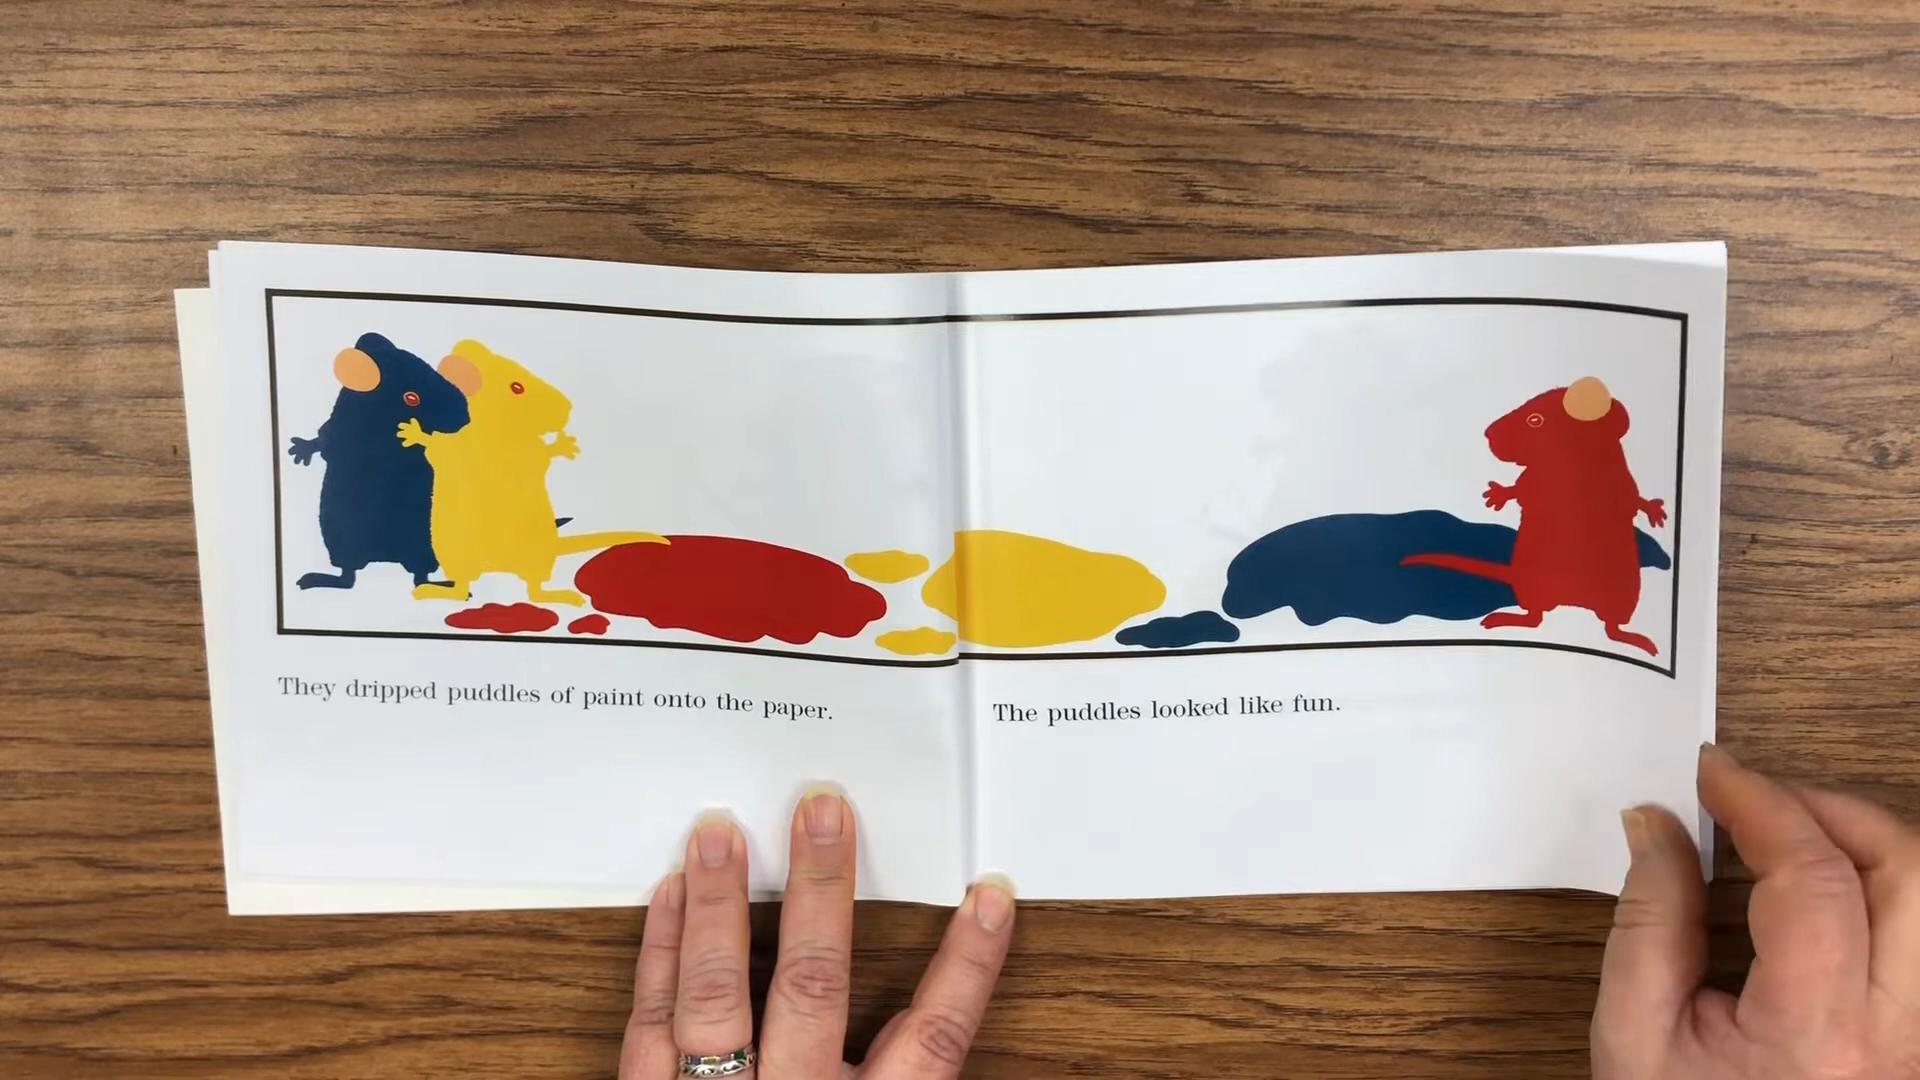 They dripped puddles of paint onto the paper.
The puddles looked like fun.